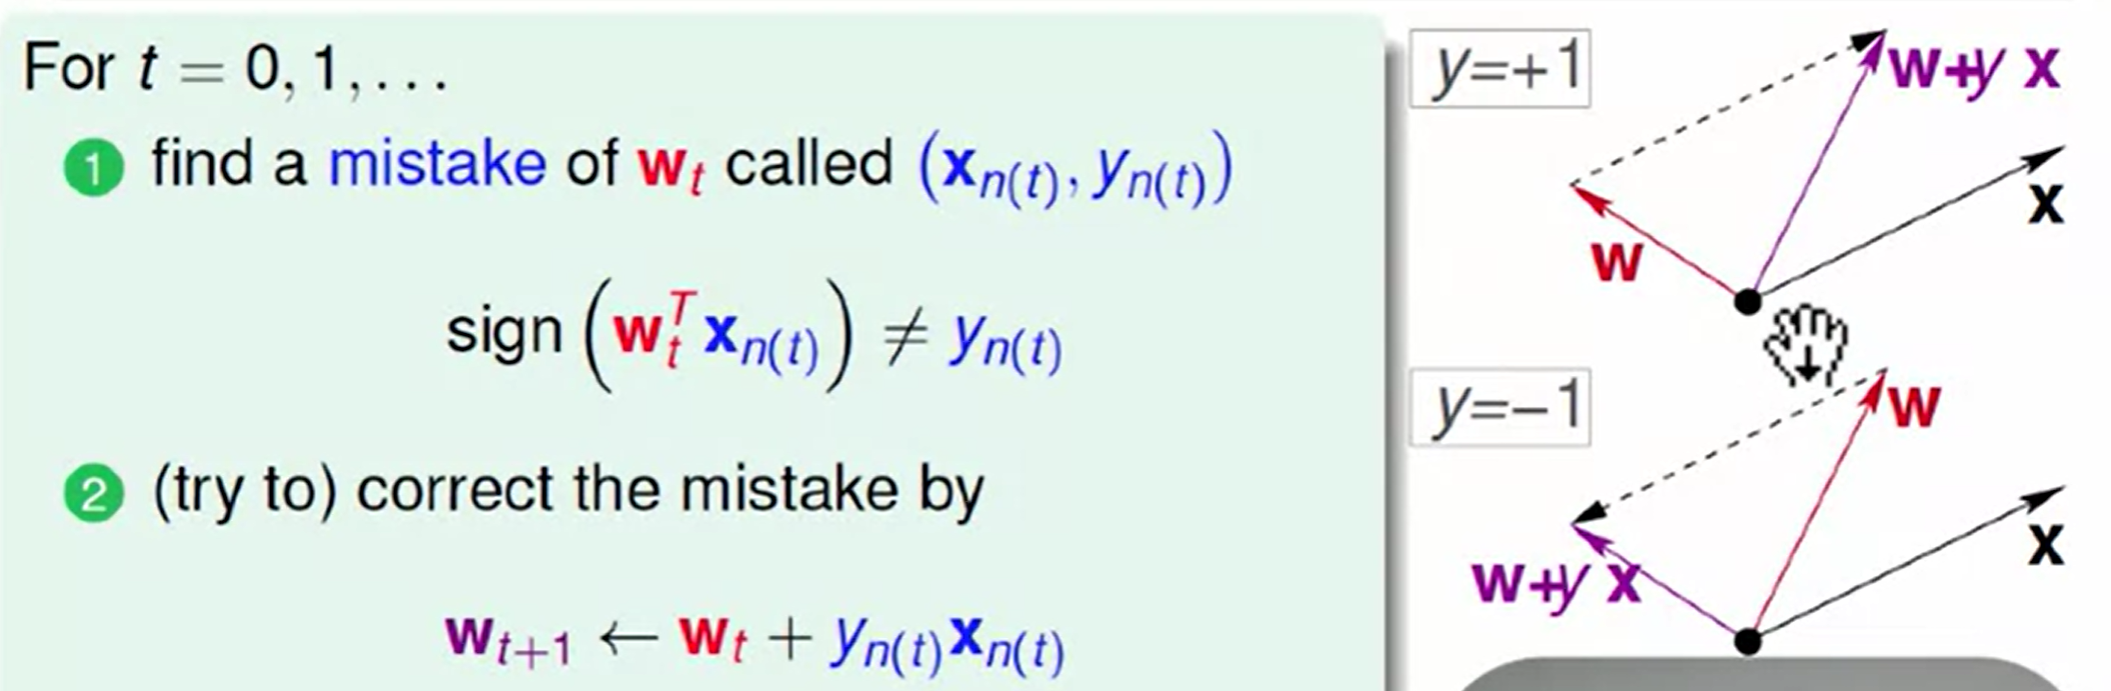 For t = 0, 1, . . .
1 find a mistake of w_t called (x_n(t), y_n(t))
sign (w_t^T x_n(t)) ≠ y_n(t)
2 (try to) correct the mistake by
w_t+1 ← w_t + y_n(t) x_n(t)
y=+1
w+y x
x
w
y=−1
w
x
w+y x